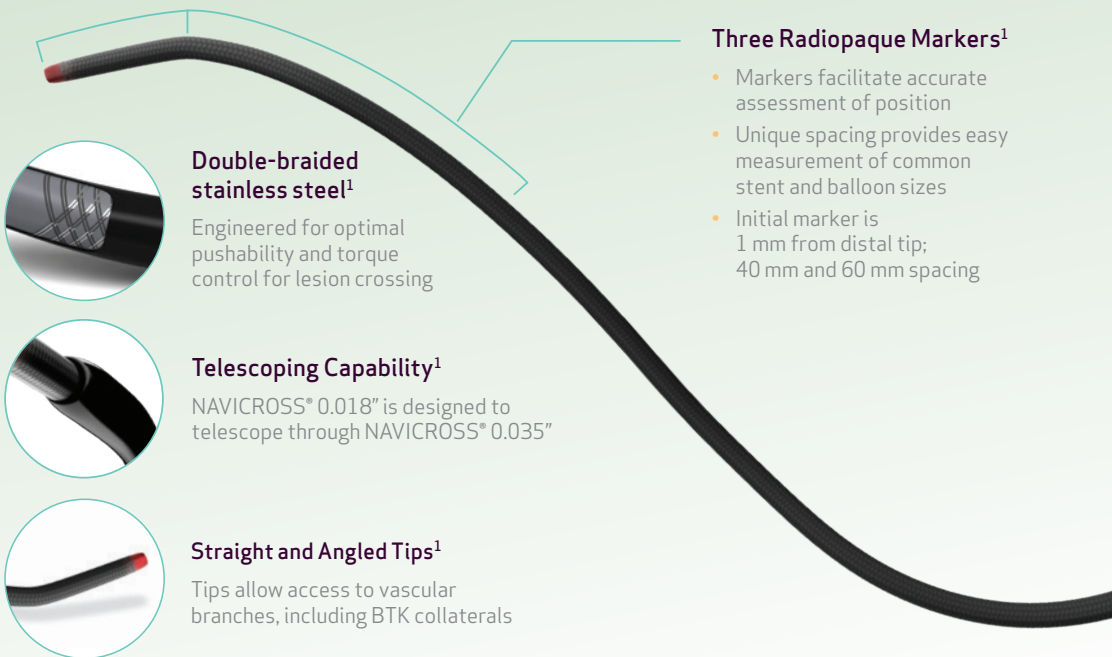 Three Radiopaque Markers¹
• Markers facilitate accurate
assessment of position
• Unique spacing provides easy
measurement of common
stent and balloon sizes
• Initial marker is
1 mm from distal tip;
40 mm and 60 mm spacing
Double-braided
stainless steel¹
Engineered for optimal
pushability and torque
control for lesion crossing
Telescoping Capability¹
NAVICROSS® 0.018″ is designed to
telescope through NAVICROSS® 0.035″
Straight and Angled Tips¹
Tips allow access to vascular
branches, including BTK collaterals